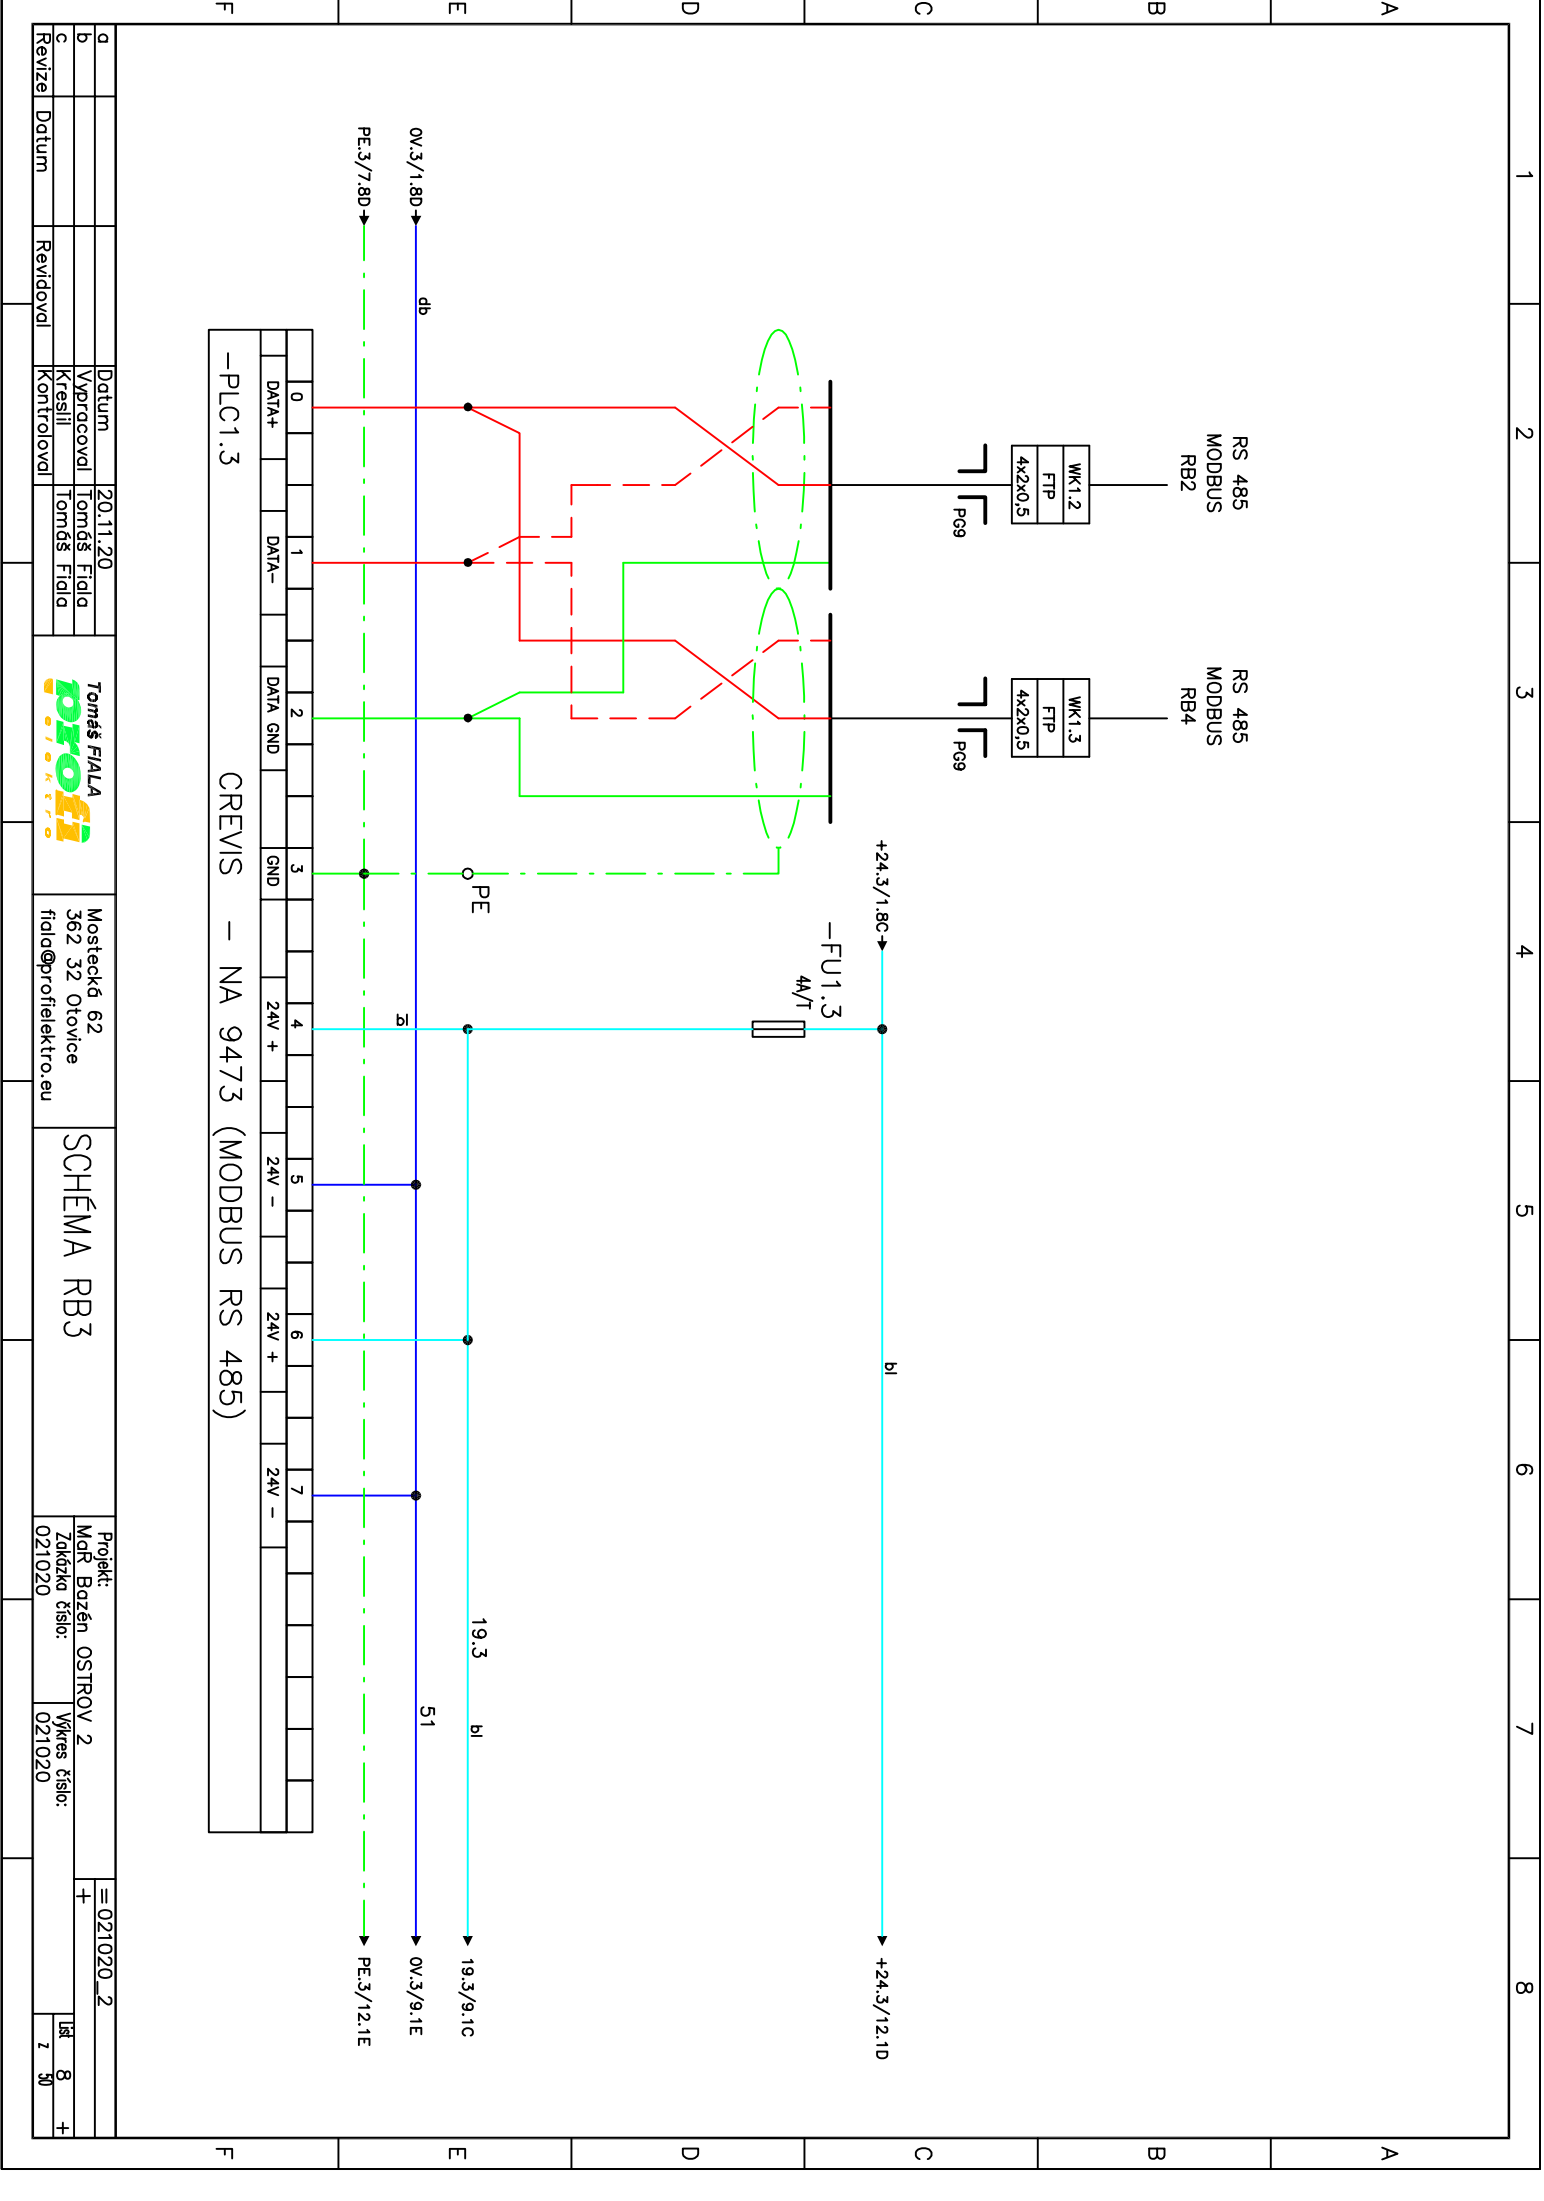 1 2 3 4 5 6 7 8
A A
B B
C C
D D
E E
F F
RS 485
MODBUS
RB2
WK1.2
FTP
4x2x0,5
PG9
RS 485
MODBUS
RB4
WK1.3
FTP
4x2x0,5
PG9
+24.3/1.8C
bl
+24.3/12.1D
-FU1.3
4A/T
PE
19.3
bl
19.3/9.1C
0V.3/1.8D
db
bl
51
0V.3/9.1E
PE.3/7.8D
PE.3/12.1E
0 1 2 3 4 5 6 7
DATA+ DATA- DATA GND GND 24V + 24V - 24V + 24V -
-PLC1.3 CREVIS - NA 9473 (MODBUS RS 485)
a
b
c
Revize Datum Revidoval
Datum 20.11.20
Vypracoval Tomáš Fiala
Kreslil Tomáš Fiala
Kontroloval
Tomáš FIALA
profi
elektro
Mostecká 62
362 32 Otovice
fiala@profielektro.eu
SCHÉMA RB3
Projekt:
MaR Bazén OSTROV 2
Zakázka číslo:
021020
Výkres číslo:
021020
=021020_2
+
List 8 +
z 50